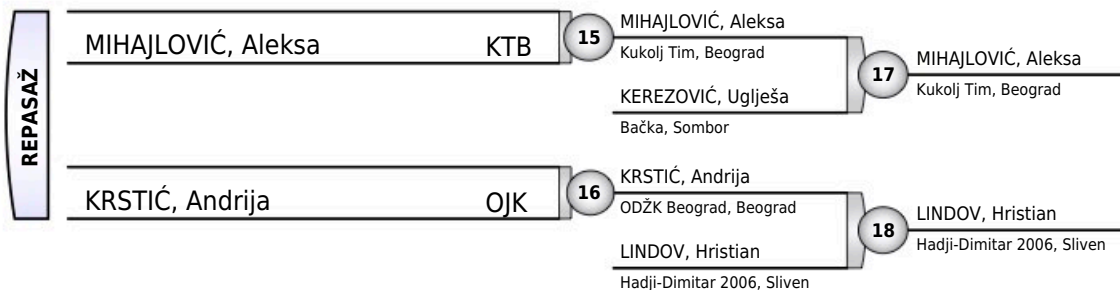 REPASAŽ
MIHAJLOVIĆ, Aleksa KTB
15
MIHAJLOVIĆ, Aleksa
Kukolj Tim, Beograd
KEREZOVIĆ, Uglješa
Bačka, Sombor
17
MIHAJLOVIĆ, Aleksa
Kukolj Tim, Beograd
KRSTIĆ, Andrija OJK
16
KRSTIĆ, Andrija
ODŽK Beograd, Beograd
LINDOV, Hristian
Hadji-Dimitar 2006, Sliven
18
LINDOV, Hristian
Hadji-Dimitar 2006, Sliven